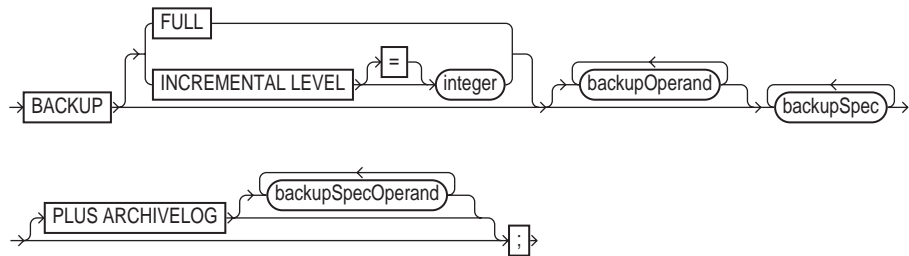 FULL
=
INCREMENTAL LEVEL integer
backupOperand
BACKUP
backupSpec
backupSpecOperand
PLUS ARCHIVELOG
;